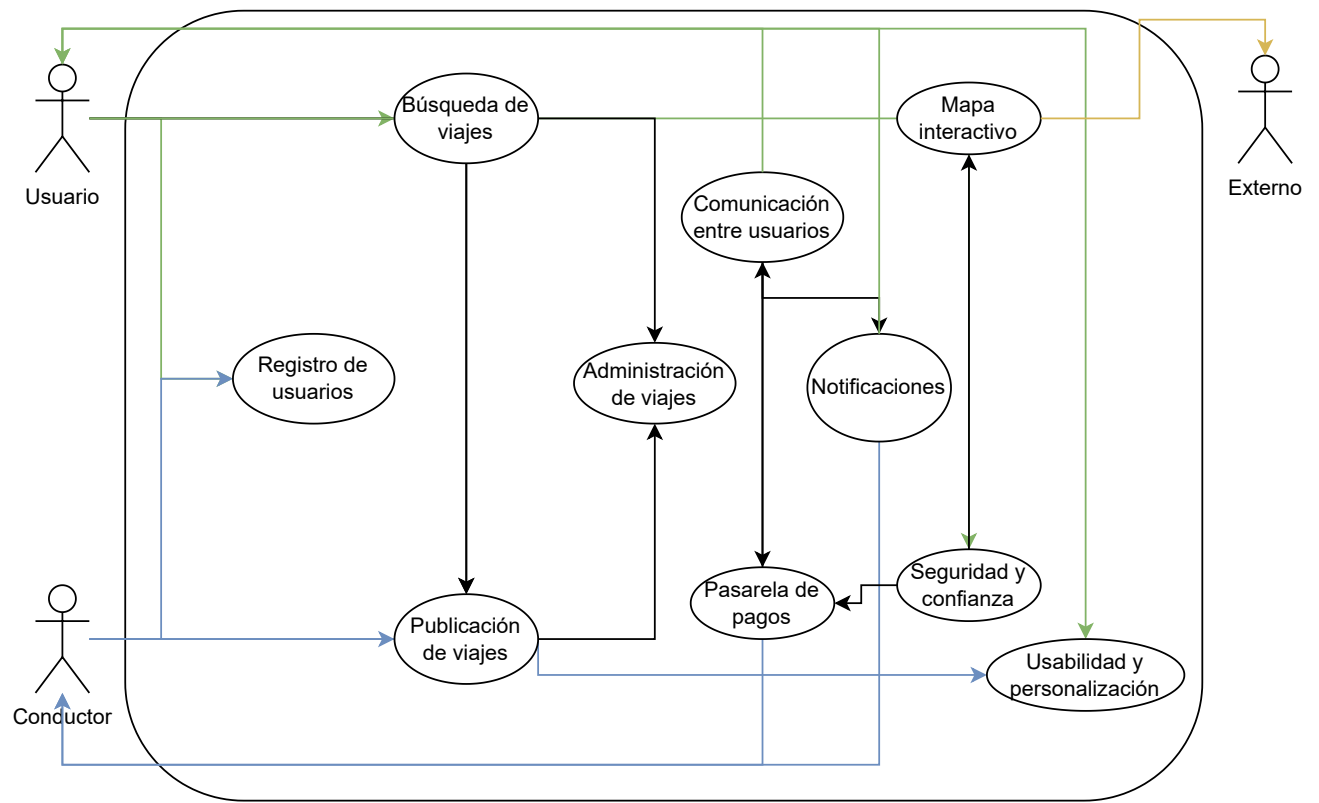 Búsqueda de
viajes
Mapa
interactivo
Usuario
Externo
Comunicación
entre usuarios
Registro de
usuarios
Administración
de viajes
Notificaciones
Seguridad y
confianza
Pasarela de
pagos
Publicación
de viajes
Usabilidad y
personalización
Conductor